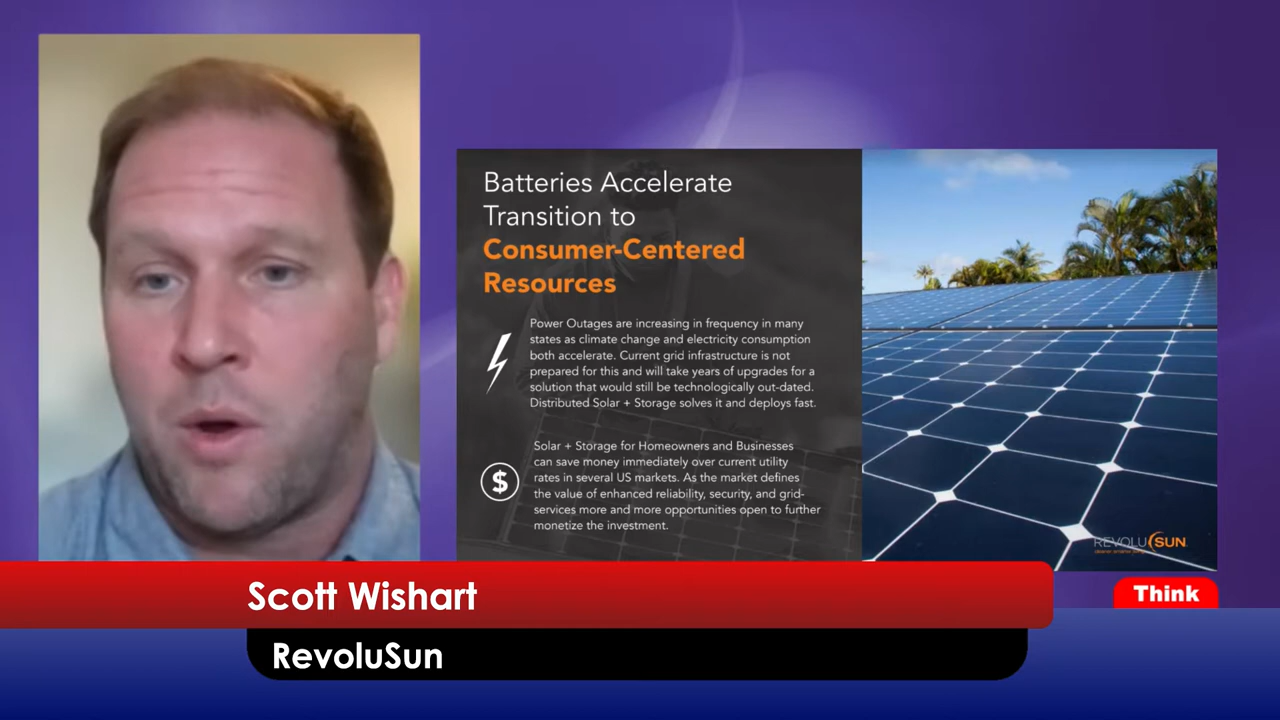 Batteries Accelerate
Transition to
Consumer-Centered
Resources
Power Outages are increasing in frequency in many
states as climate change and electricity consumption
both accelerate. Current grid infrastructure is not
prepared for this and will take years of upgrades for a
solution that would still be technologically out-dated.
Distributed Solar + Storage solves it and deploys fast.
$
Solar + Storage for Homeowners and Businesses
can save money immediately over current utility
rates in several US markets. As the market defines
the value of enhanced reliability, security, and grid-
services more and more opportunities open to further
monetize the investment.
REVOLUSUN
Scott Wishart
Think
RevoluSun